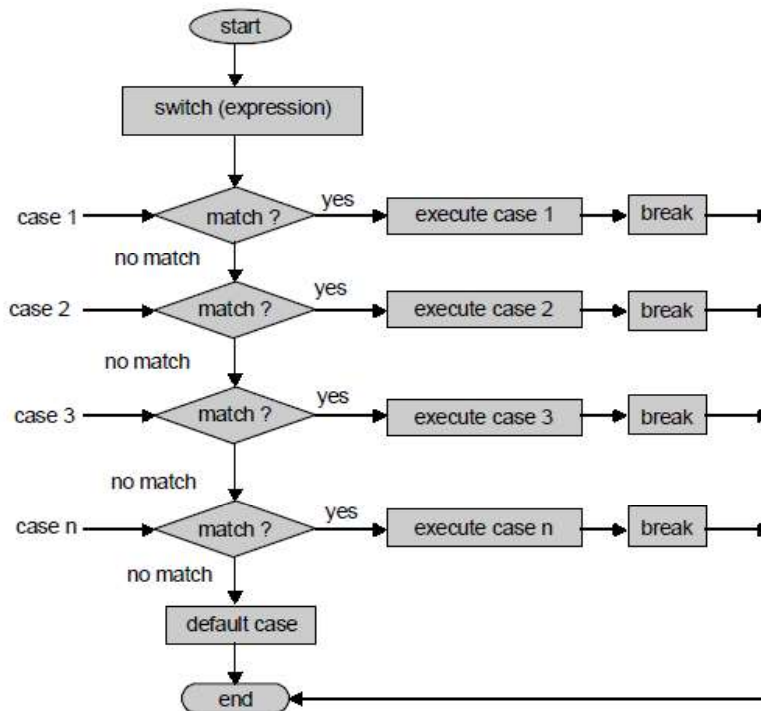 start
switch (expression)
case 1
match ?
yes
execute case 1
break
no match
case 2
match ?
yes
execute case 2
break
no match
case 3
match ?
yes
execute case 3
break
no match
case n
match ?
yes
execute case n
break
no match
default case
end